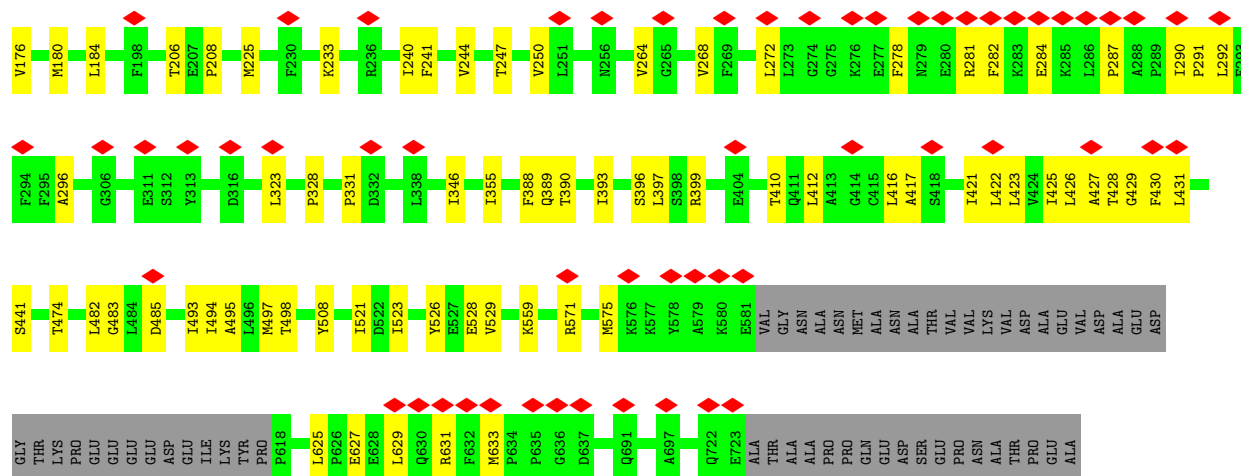 V176 M180 L184 F198 T206 E207 P208 M225 F230 K233 R236 I240 F241 V244 T247 V250 L251 N256 V264 G265 V268 F269 L272 L273 G274 G275 K276 E277 F278 N279 E280 R281 F282 K283 E284 K285 L286 P287 A288 P289 I290 P291 L292 F293
F294 F295 A296 G306 E311 S312 Y313 D316 L323 P328 P331 D332 L338 I346 I355 F388 Q389 T390 I393 S396 L397 S398 R399 E404 T410 Q411 L412 A413 G414 C415 L416 A417 S418 I421 L422 L423 V424 I425 L426 A427 T428 G429 F430 L431
S441 T474 L482 G483 L484 D485 I493 I494 A495 L496 M497 T498 Y508 I521 D522 I523 Y526 E527 E528 V529 K559 R571 M575 K576 K577 Y578 A579 K580 E581 VAL GLY ASN ALA ASN MET ALA ASN ALA THR VAL VAL LYS VAL ASP ALA GLU VAL ASP ALA GLU ASP
GLY THR LYS PRO GLU GLU GLU GLU ASP GLU ILE LYS TYR PRO P618 L625 P626 E627 E628 L629 Q630 R631 F632 M633 P634 P635 G636 D637 Q691 A697 Q722 E723 ALA THR ALA ALA PRO PRO GLN GLU ASP SER GLU PRO ASN ALA THR PRO GLU ALA